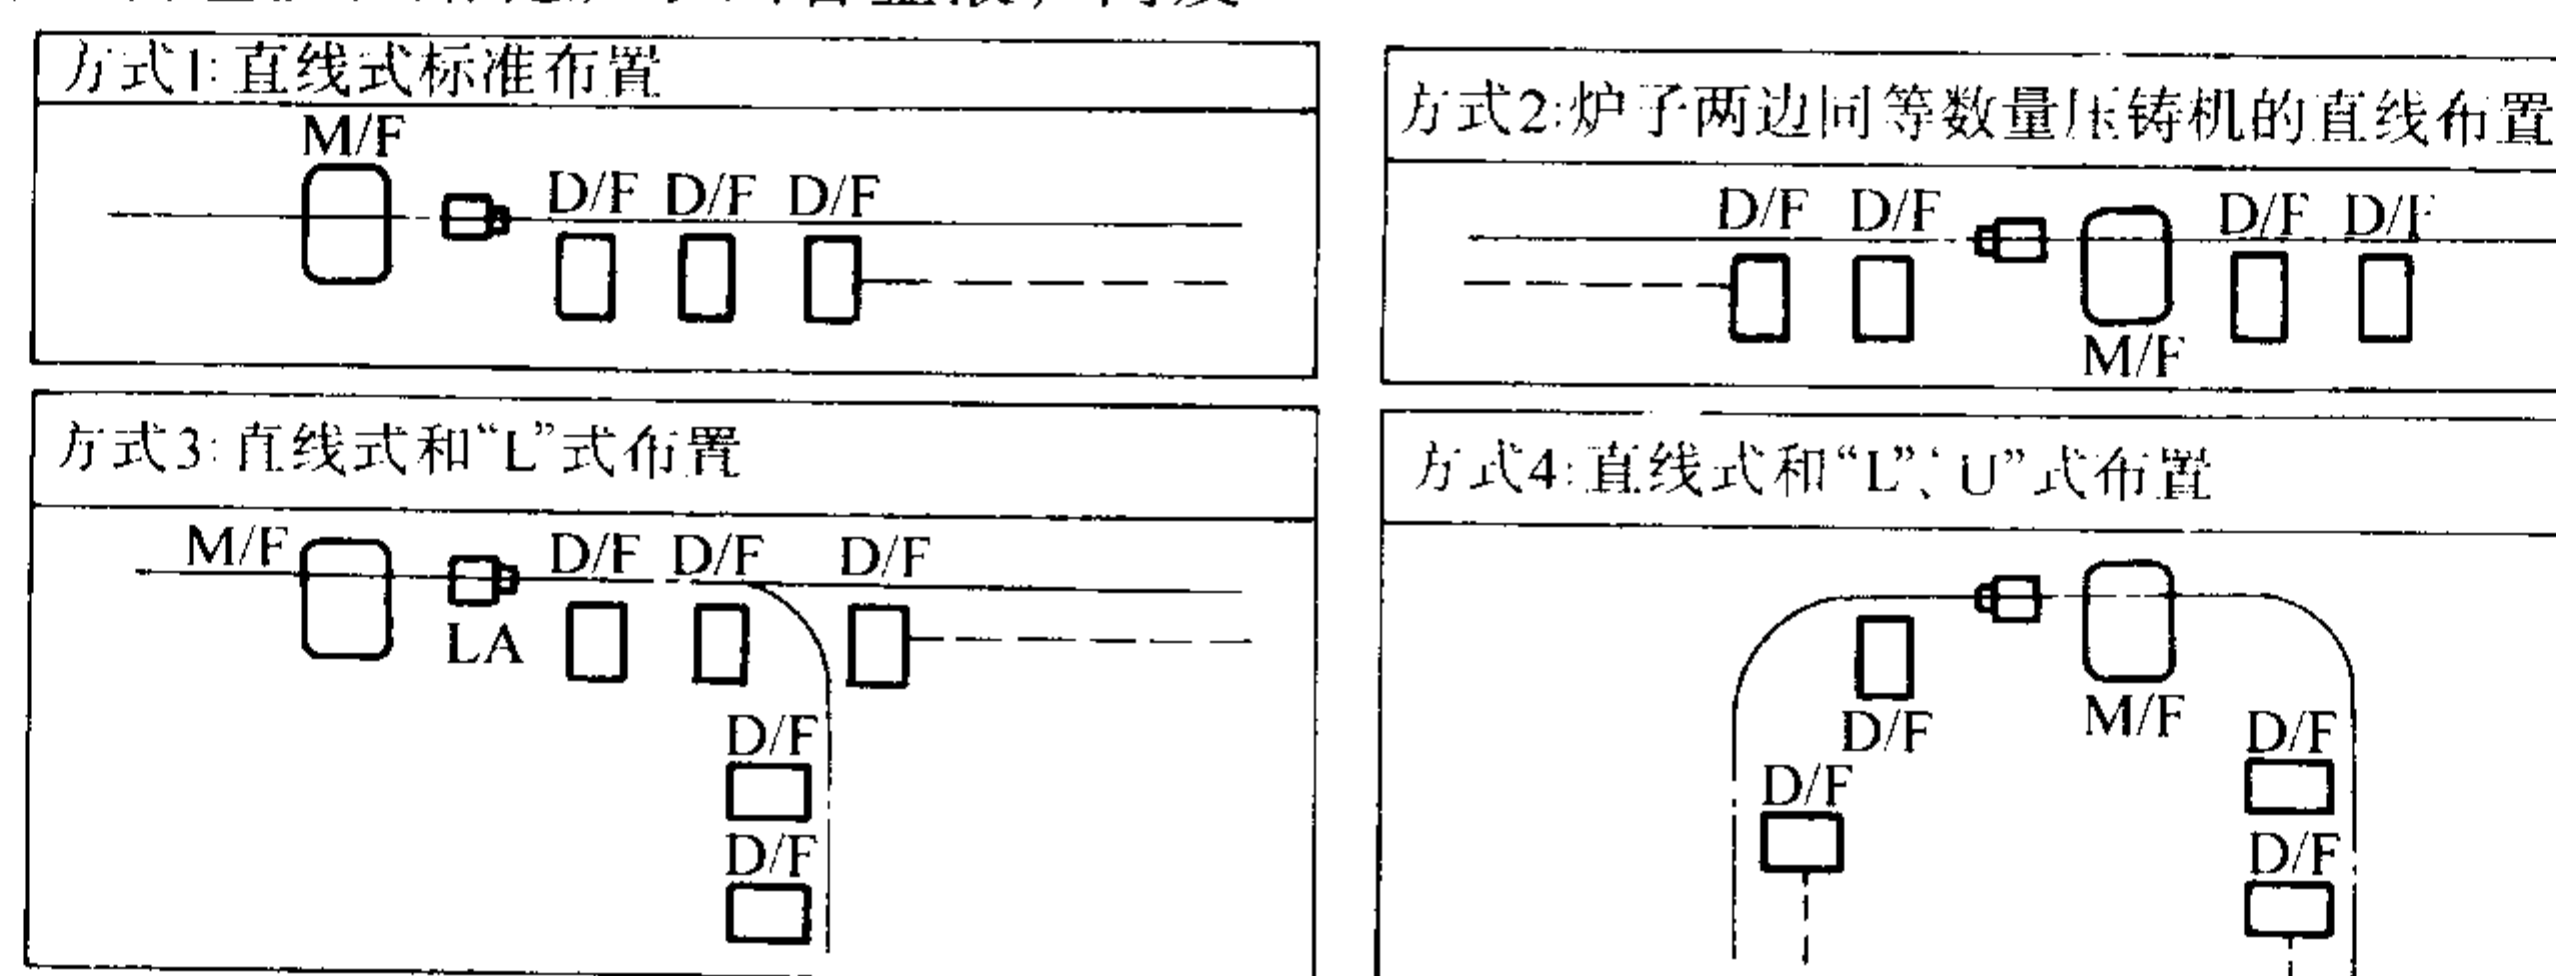 方式1:直线式标准布置
M/F
D/F D/F D/F
方式2:炉子两边同等数量压铸机的直线布置
D/F D/F D/F D/F
M/F
方式3:直线式和“L”式布置
M/F D/F D/F D/F
LA
D/F
D/F
方式4:直线式和“L”、‘U”式布置
M/F
D/F
D/F
D/F
D/F